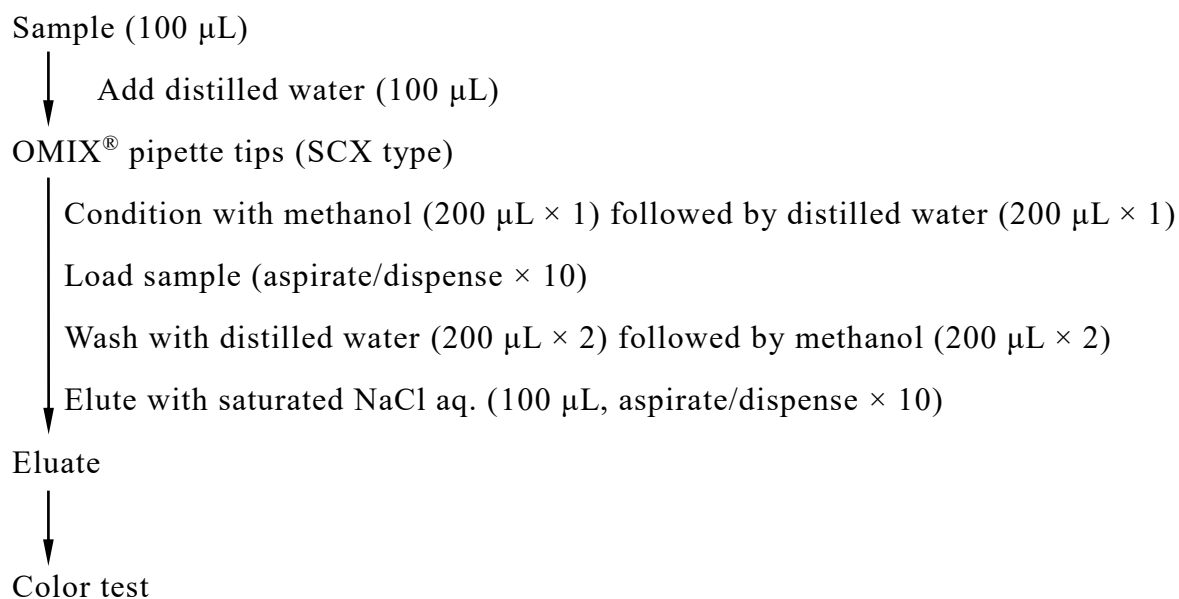 Sample (100 μL)
Add distilled water (100 μL)
OMIX® pipette tips (SCX type)
Condition with methanol (200 μL × 1) followed by distilled water (200 μL × 1)
Load sample (aspirate/dispense × 10)
Wash with distilled water (200 μL × 2) followed by methanol (200 μL × 2)
Elute with saturated NaCl aq. (100 μL, aspirate/dispense × 10)
Eluate
Color test